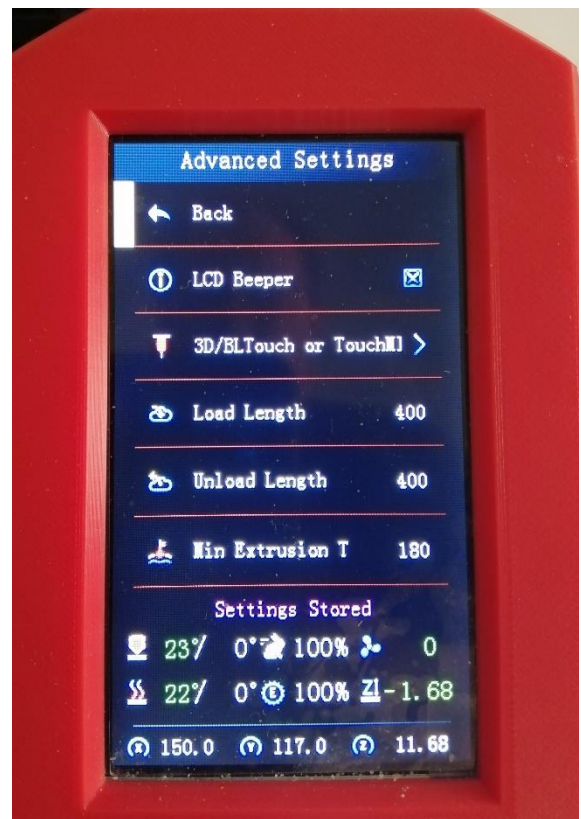 Advanced Settings
Back
LCD Beeper
3D/BLTouch or
Load Length 400
Unload Length 400
Min Extrusion T 180
Settings Stored
23°/ 0° 100% 0
22°/ 0° E 100% Z -1.68
X 150.0 Y 117.0 Z 11.68